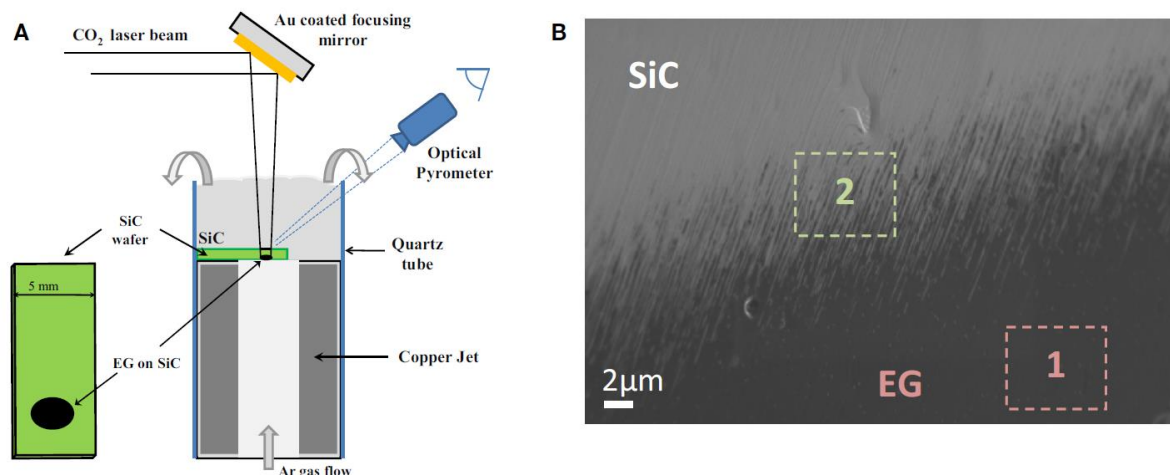 A
CO2 laser beam
Au coated focusing
mirror
Optical
Pyrometer
SiC
wafer
SiC
Quartz
tube
5 mm
EG on SiC
Copper Jet
Ar gas flow
B
SiC
2
1
EG
2µm